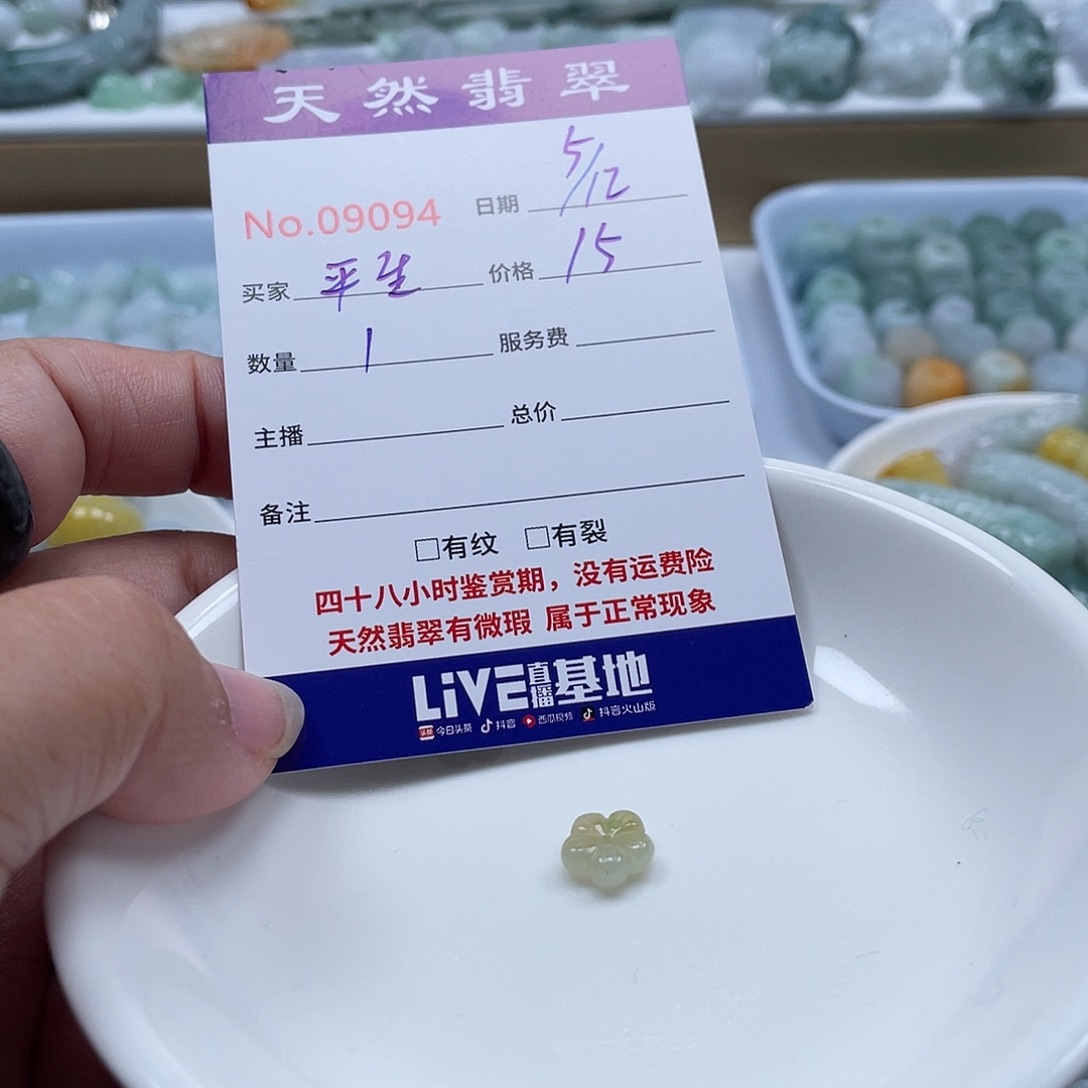 天然翡翠
No.09094 日期 5/12
买家 平生 价格 15
数量 1 服务费
主播 总价
备注
□有纹 □有裂
四十八小时鉴赏期，没有运费险
天然翡翠有微瑕 属于正常现象
LiVE直播基地
头条 今日头条 抖音 西瓜视频 抖音火山版